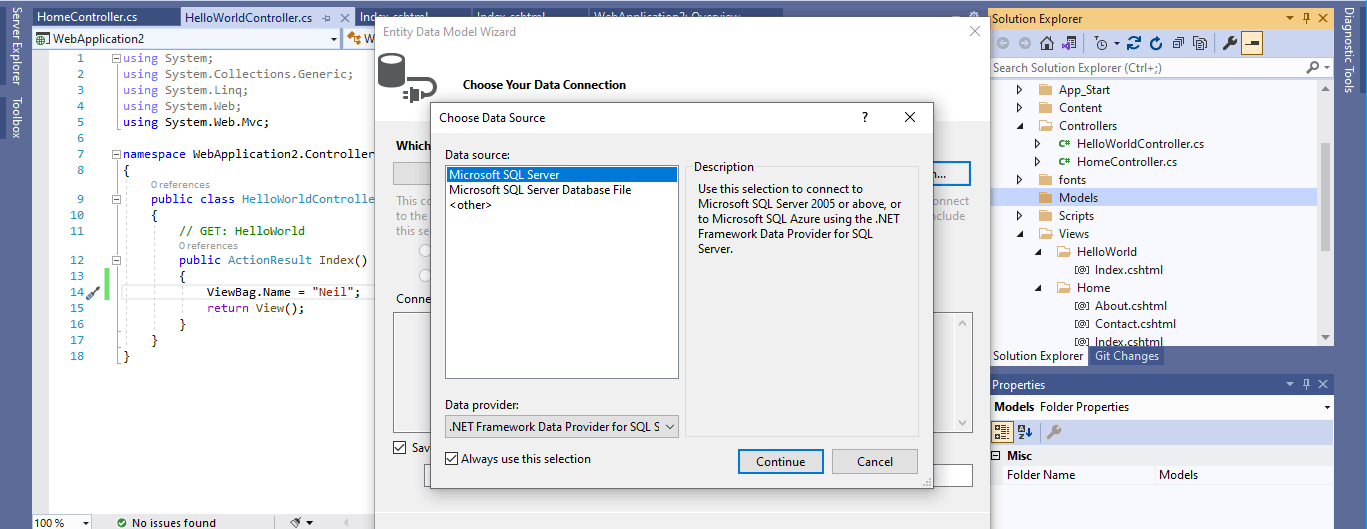 HomeController.cs
HelloWorldController.cs
Index.cshtml
Index.cshtml
WebApplication2: Overview
Server Explorer
Toolbox
WebApplication2
1 using System;
2 using System.Collections.Generic;
3 using System.Linq;
4 using System.Web;
5 using System.Web.Mvc;
6
7 namespace WebApplication2.Controller
8 {
0 references
9 public class HelloWorldControlle
10 {
11 // GET: HelloWorld
0 references
12 public ActionResult Index()
13 {
14 ViewBag.Name = "Neil";
15 return View();
16 }
17 }
18 }
100 %
No issues found
Entity Data Model Wizard
Choose Your Data Connection
Which
n...
This co
nnect
to the
nclude
this se
Conne
Sav
Choose Data Source
?
Data source:
Microsoft SQL Server
Microsoft SQL Server Database File
<other>
Description
Use this selection to connect to
Microsoft SQL Server 2005 or above, or
to Microsoft SQL Azure using the .NET
Framework Data Provider for SQL
Server.
Data provider:
.NET Framework Data Provider for SQL S
Always use this selection
Continue
Cancel
Solution Explorer
Search Solution Explorer (Ctrl+;)
App_Start
Content
Controllers
C# HelloWorldController.cs
C# HomeController.cs
fonts
Models
Scripts
Views
HelloWorld
[@] Index.cshtml
Home
[@] About.cshtml
[@] Contact.cshtml
[@] Index.cshtml
Solution Explorer
Git Changes
Properties
Models Folder Properties
Misc
Folder Name
Models
Diagnostic Tools